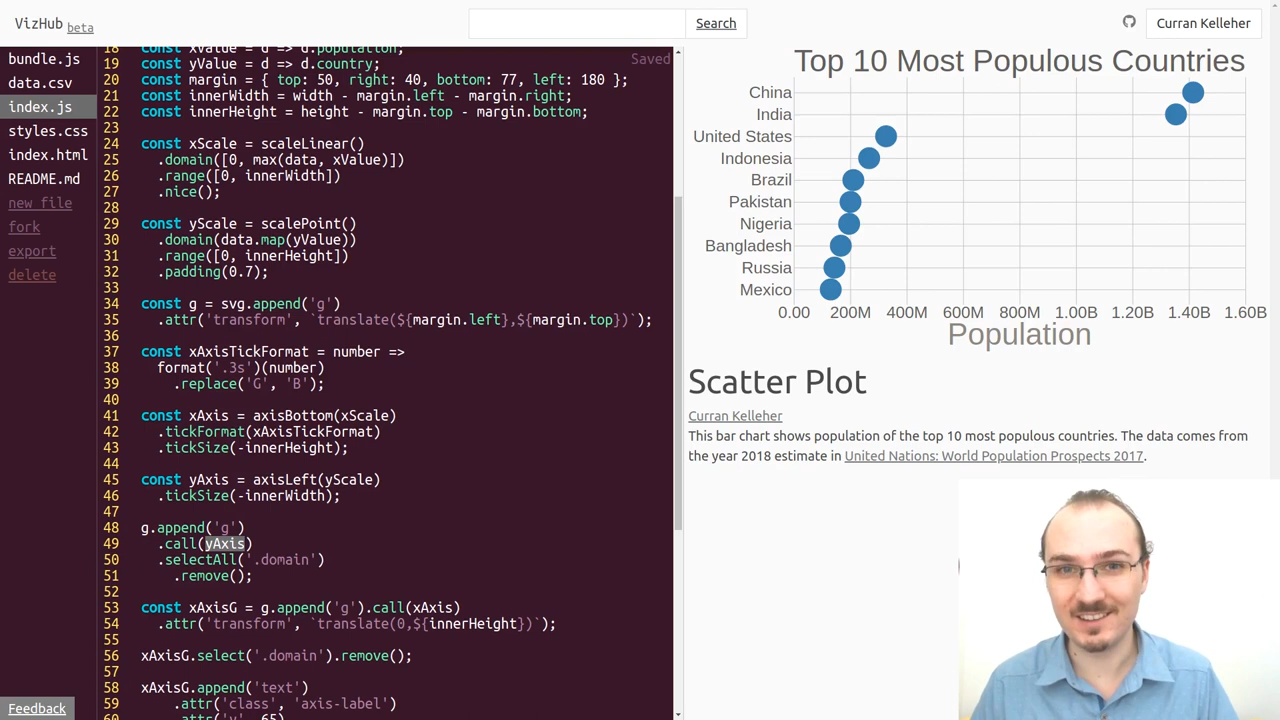 VizHub beta
Search
Curran Kelleher
bundle.js
data.csv
index.js
styles.css
index.html
README.md
new file
fork
export
delete
Feedback
Saved
18 const xValue = d => d.population;
19 const yValue = d => d.country;
20 const margin = { top: 50, right: 40, bottom: 77, left: 180 };
21 const innerWidth = width - margin.left - margin.right;
22 const innerHeight = height - margin.top - margin.bottom;
23
24 const xScale = scaleLinear()
25 .domain([0, max(data, xValue)])
26 .range([0, innerWidth])
27 .nice();
28
29 const yScale = scalePoint()
30 .domain(data.map(yValue))
31 .range([0, innerHeight])
32 .padding(0.7);
33
34 const g = svg.append('g')
35 .attr('transform', `translate(${margin.left},${margin.top})`);
36
37 const xAxisTickFormat = number =>
38 format('.3s')(number)
39 .replace('G', 'B');
40
41 const xAxis = axisBottom(xScale)
42 .tickFormat(xAxisTickFormat)
43 .tickSize(-innerHeight);
44
45 const yAxis = axisLeft(yScale)
46 .tickSize(-innerWidth);
47
48 g.append('g')
49 .call(yAxis)
50 .selectAll('.domain')
51 .remove();
52
53 const xAxisG = g.append('g').call(xAxis)
54 .attr('transform', `translate(0,${innerHeight})`);
55
56 xAxisG.select('.domain').remove();
57
58 xAxisG.append('text')
59 .attr('class', 'axis-label')
60 .attr('y', 65)
Top 10 Most Populous Countries
China
India
United States
Indonesia
Brazil
Pakistan
Nigeria
Bangladesh
Russia
Mexico
0.00 200M 400M 600M 800M 1.00B 1.20B 1.40B 1.60B
Population
Scatter Plot
Curran Kelleher
This bar chart shows population of the top 10 most populous countries. The data comes from
the year 2018 estimate in United Nations: World Population Prospects 2017.